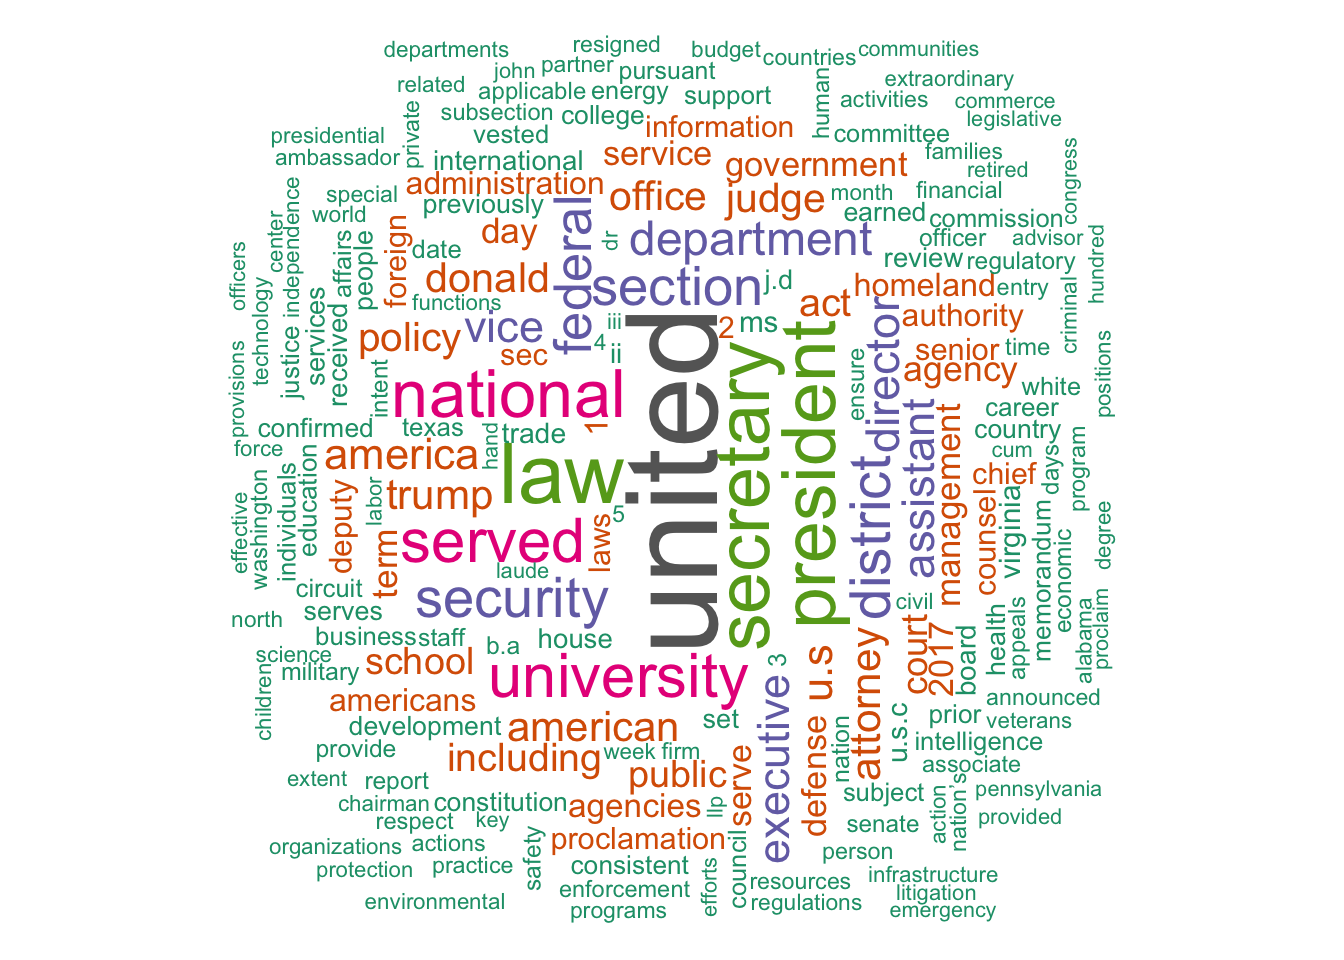 departments
resigned
budget
countries
communities
john
partner
pursuant
related
applicable
energy
support
human
activities
extraordinary
commerce
legislative
presidential
private
subsection
vested
college
information
committee
ambassador
international
service
government
families
retired
congress
special
administration
office
judge
month
financial
world
previously
federal
earned
commission
center
independence
affairs
people
foreign
date
day
dr
department
officer
advisor
hundred
officers
technology
justice
services
received
donald
functions
section
j.d
review
regulatory
homeland
entry
criminal
policy
vice
iii
2
ms
act
authority
sec
4
ii
senior
time
provisions
intent
national
united
secretary
president
director
ensure
agency
white
positions
confirmed
texas
trade
1
career
country
force
america
hand
law
district
assistant
management
chief
cum
days
program
effective
washington
individuals
education
deputy
labor
trump
5
counsel
virginia
memorandum
economic
degree
term
served
laws
laude
circuit
security
civil
serves
north
business
staff
b.a
house
attorney
court
2017
board
health
appeals
alabama
proclaim
science
military
school
university
3
u.s
childrens
americans
executive
defense
u.s.c
prior
announced
veterans
development
american
set
nation
intelligence
provide
including
week
firm
associate
extent
report
public
serve
subject
action
nation's
pennsylvania
chairman
constitution
agencies
llp
provided
respect
key
senate
organizations
actions
proclamation
council
person
protection
practice
safety
consistent
efforts
resources
infrastructure
environmental
enforcement
regulations
litigation
programs
emergency